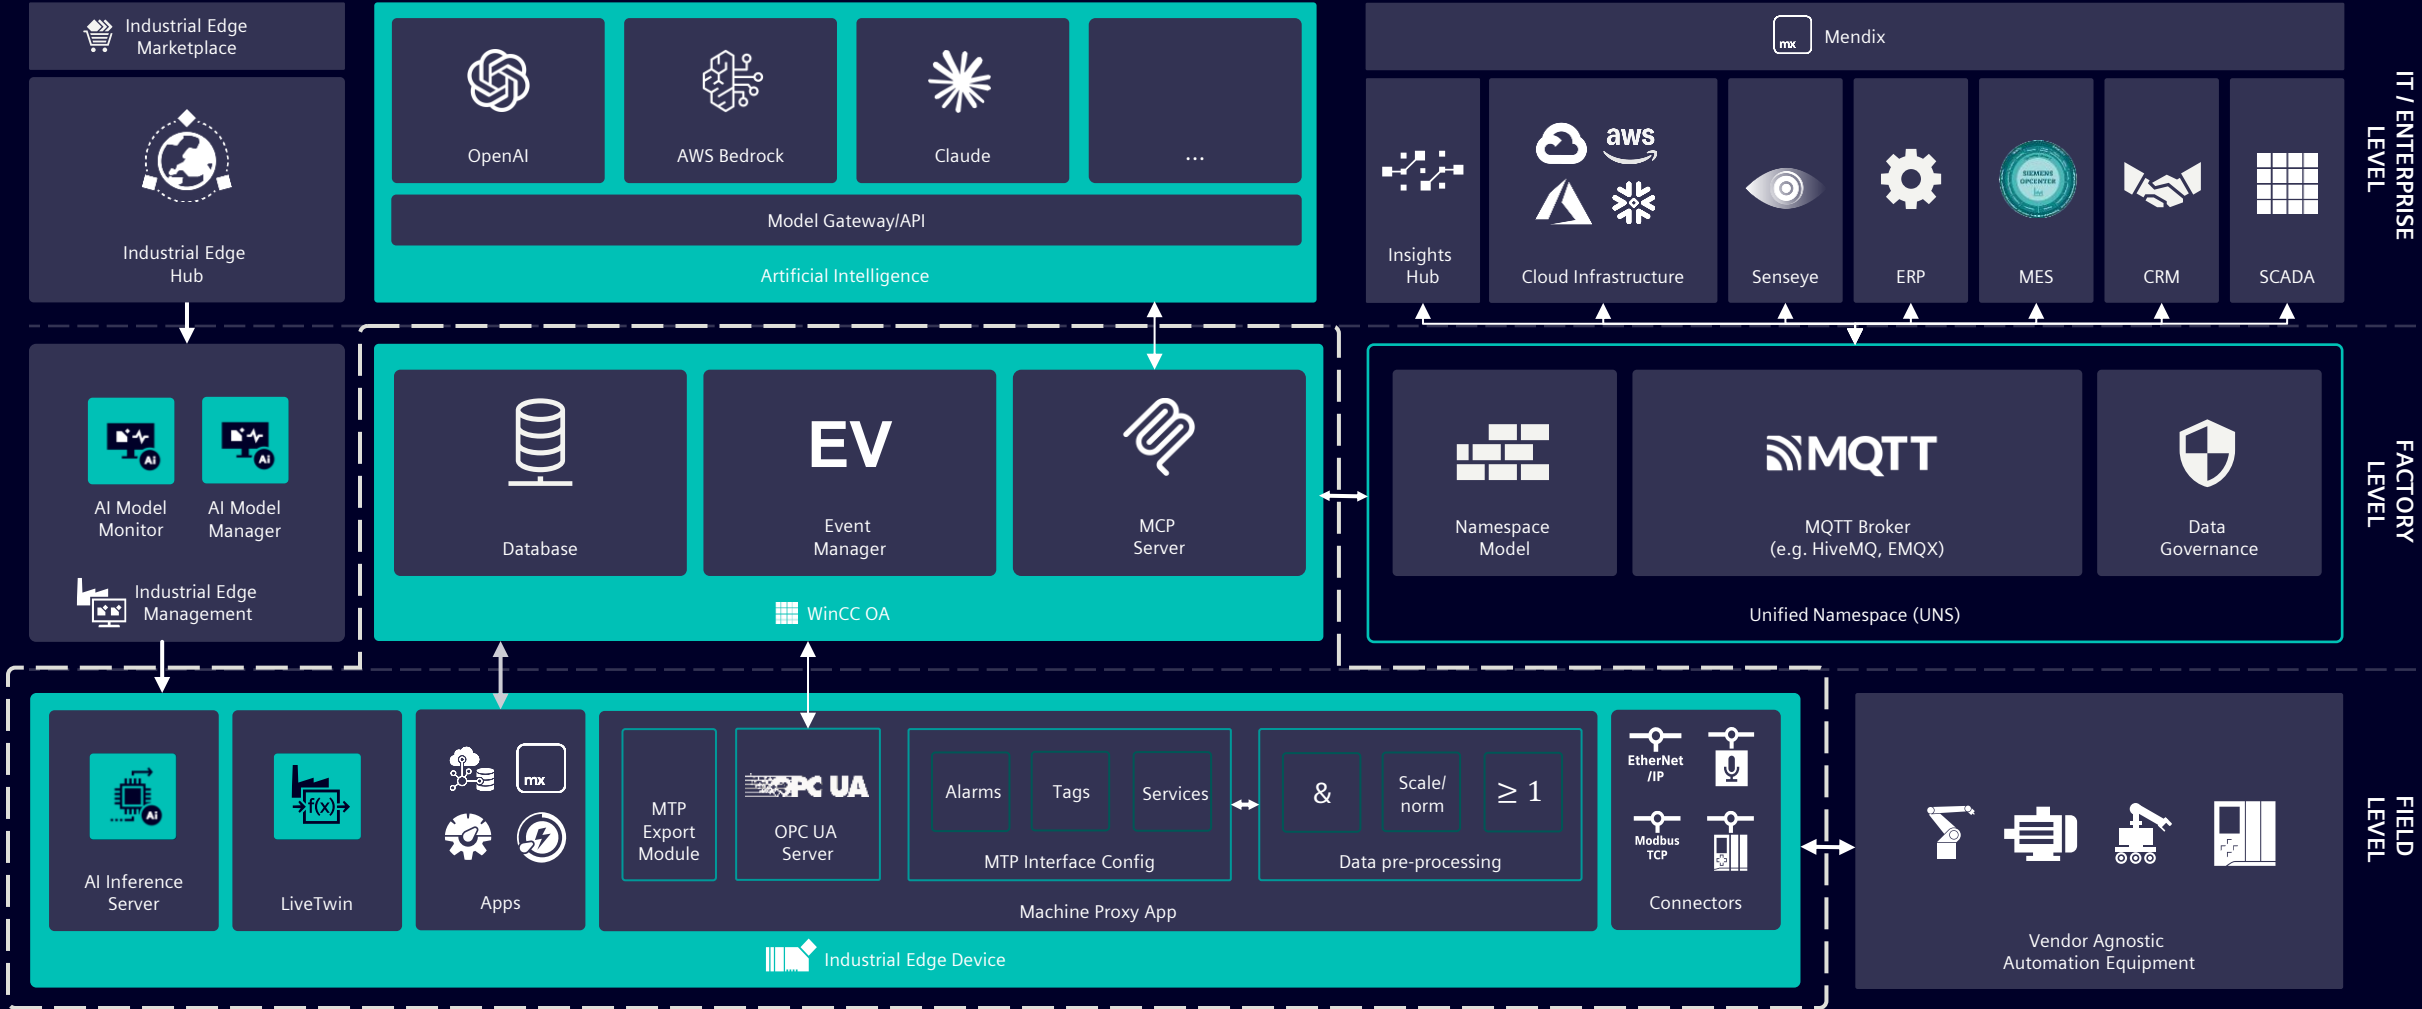 Industrial Edge
Marketplace
Industrial Edge
Hub
OpenAI
AWS Bedrock
Claude
...
Model Gateway/API
Artificial Intelligence
mx
Mendix
Insights
Hub
aws
Cloud Infrastructure
Senseye
ERP
SIEMENS
OPCENTER
MES
CRM
SCADA
IT / ENTERPRISE
LEVEL
Ai
AI Model
Monitor
Ai
AI Model
Manager
Industrial Edge
Management
Database
EV
Event
Manager
MCP
Server
WinCC OA
Namespace
Model
MQTT
MQTT Broker
(e.g. HiveMQ, EMQX)
Data
Governance
Unified Namespace (UNS)
FACTORY
LEVEL
Ai
AI Inference
Server
f(x)
LiveTwin
mx
Apps
MTP
Export
Module
OPC UA
OPC UA
Server
Alarms
Tags
Services
MTP Interface Config
&
Scale/
norm
≥ 1
Data pre-processing
Machine Proxy App
EtherNet
/IP
Modbus
TCP
Connectors
Industrial Edge Device
Vendor Agnostic
Automation Equipment
FIELD
LEVEL